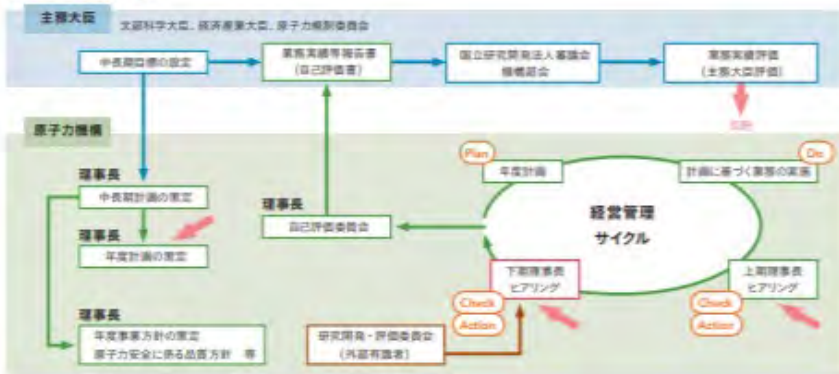 主務大臣
文部科学大臣、経済産業大臣、原子力規制委員会
中長期目標の設定
業務実績等報告書
(自己評価書)
国立研究開発法人審議会
機構部会
業務実績評価
(主務大臣評価)
原子力機構
理事長
中長期計画の策定
理事長
年度計画の策定
理事長
年度事業方針の策定
原子力安全に係る品質方針 等
理事長
自己評価委員会
研究開発・評価委員会
(外部有識者)
Plan
年度計画
Do
計画に基づく業務の実施
経営管理
サイクル
下期理事長
ヒアリング
Check
Action
上期理事長
ヒアリング
Check
Action